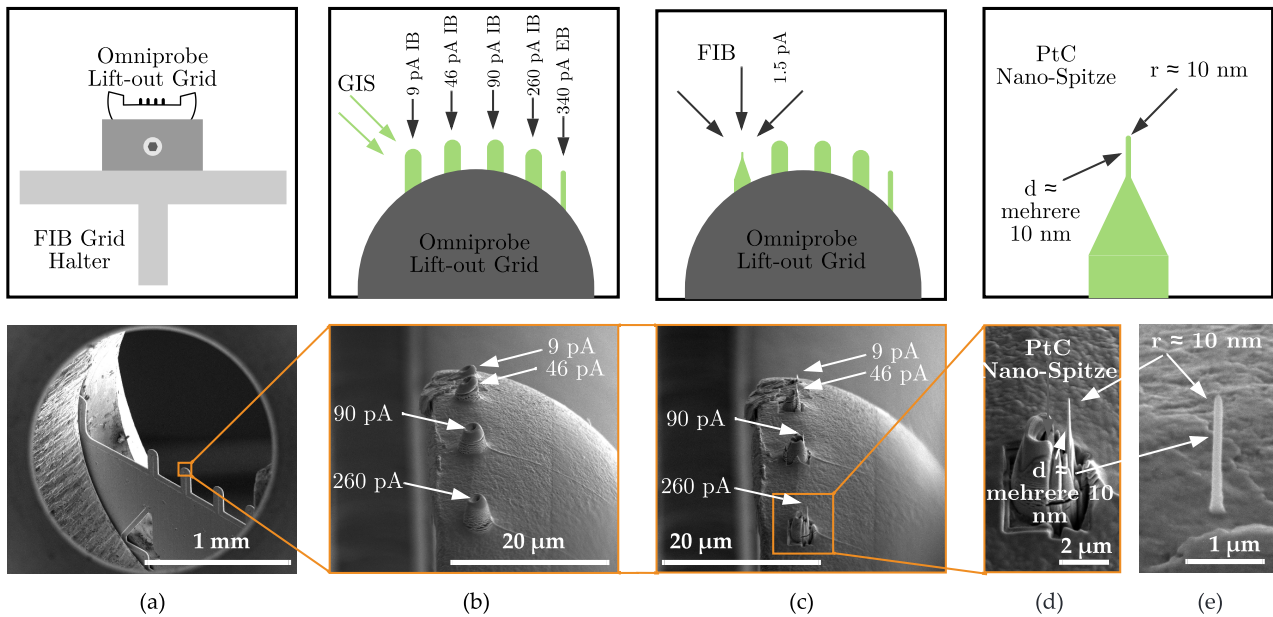 Omniprobe
Lift-out Grid
FIB Grid
Halter
GIS
9 pA IB
46 pA IB
90 pA IB
260 pA IB
340 pA EB
Omniprobe
Lift-out Grid
FIB
1.5 pA
Omniprobe
Lift-out Grid
PtC
Nano-Spitze
r ≈ 10 nm
d ≈
mehrere
10 nm
1 mm
9 pA
46 pA
90 pA
260 pA
20 μm
9 pA
46 pA
90 pA
260 pA
20 μm
PtC
Nano-Spitze
r ≈ 10 nm
d ≈
mehrere 10
nm
2 μm
1 μm
(a)
(b)
(c)
(d)
(e)